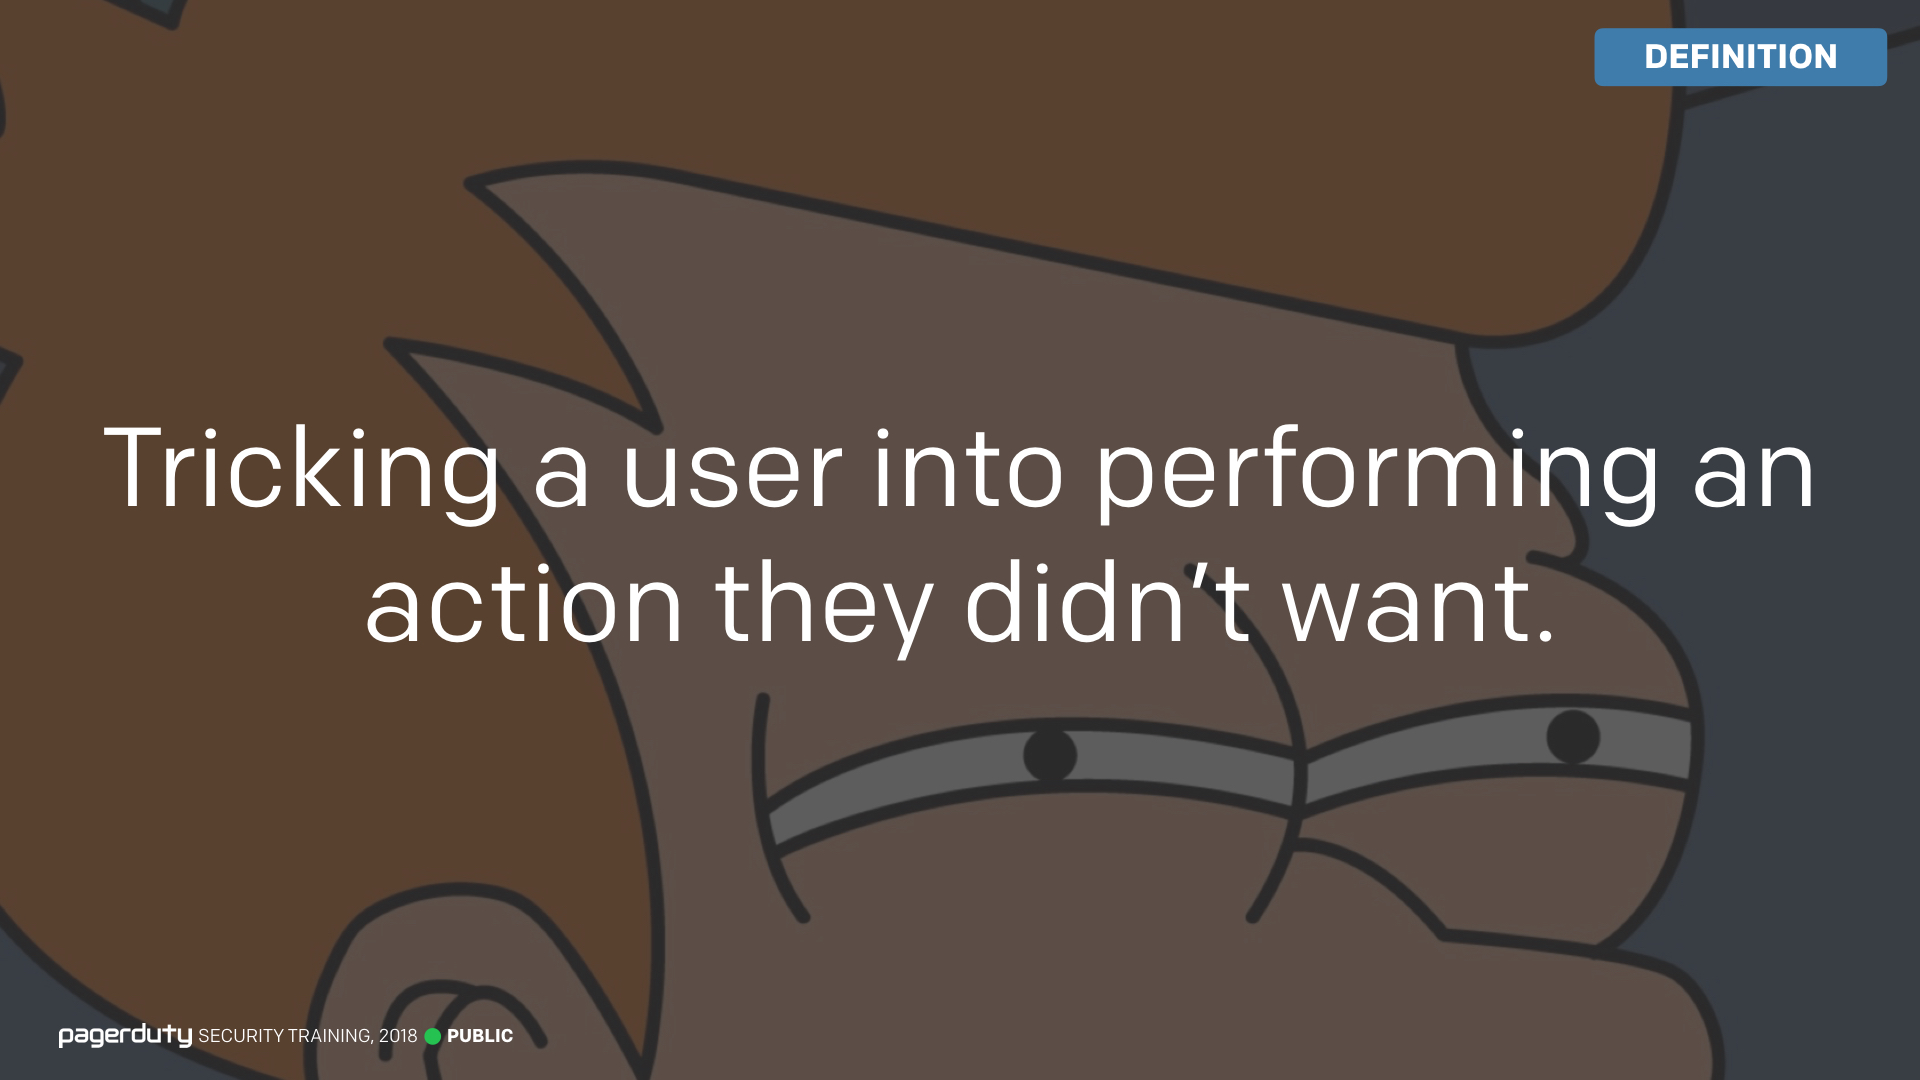 DEFINITION
Tricking a user into performing an
action they didn’t want.
pagerduty SECURITY TRAINING, 2018 PUBLIC